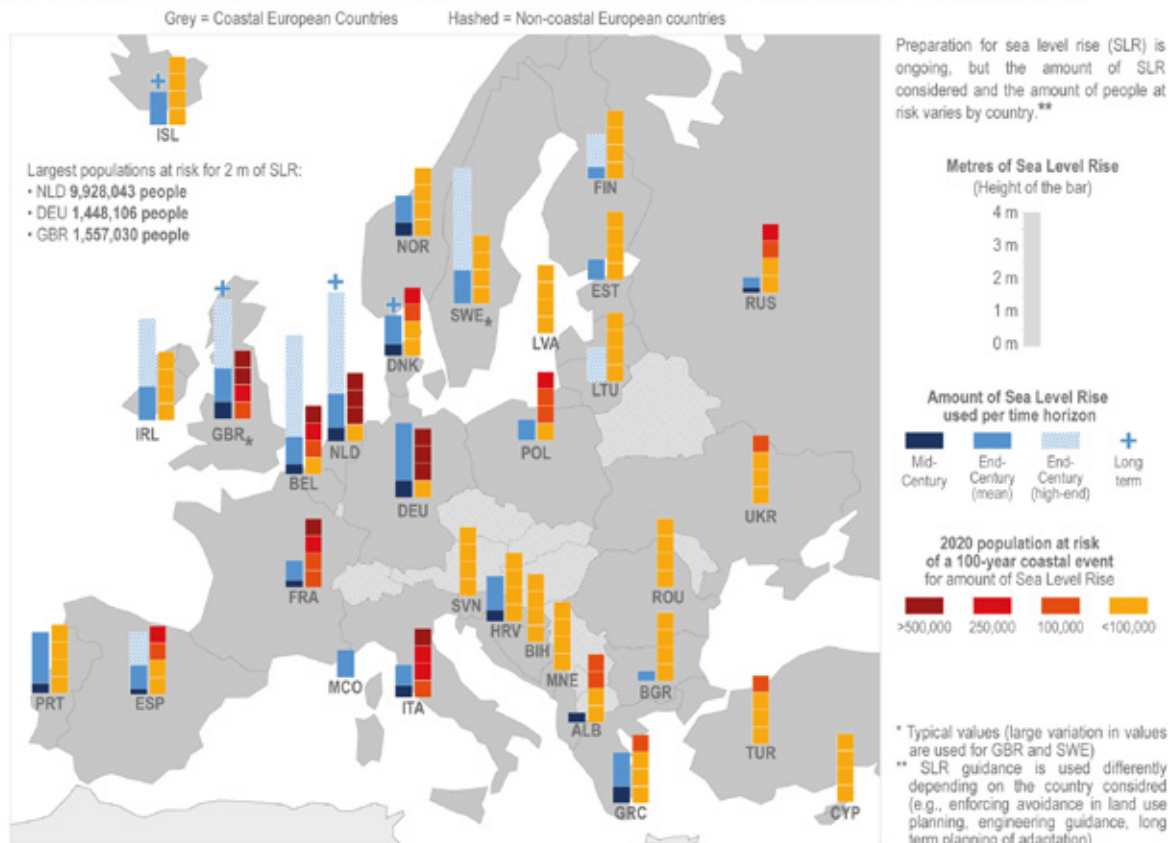 Grey = Coastal European Countries Hashed = Non-coastal European countries
Preparation for sea level rise (SLR) is
ongoing, but the amount of SLR
considered and the amount of people at
risk varies by country.**
ISL
Largest populations at risk for 2 m of SLR:
• NLD 9,928,043 people
• DEU 1,448,106 people
• GBR 1,557,030 people
FIN
NOR
EST
RUS
SWE*
LVA
DNK
LTU
IRL
GBR*
NLD
POL
BEL
DEU
UKR
FRA
SVN
HRV
ROU
BIH
MNE
PRT
ESP
MCO
ITA
BGR
ALB
TUR
GRC
CYP
Metres of Sea Level Rise
(Height of the bar)
4 m
3 m
2 m
1 m
0 m
Amount of Sea Level Rise
used per time horizon
+
Mid-
Century
End-
Century
(mean)
End-
Century
(high-end)
Long
term
2020 population at risk
of a 100-year coastal event
for amount of Sea Level Rise
>500,000 250,000 100,000 <100,000
* Typical values (large variation in values
are used for GBR and SWE)
** SLR guidance is used differently
depending on the country considred
(e.g., enforcing avoidance in land use
planning, engineering guidance, long
term planning of adaptation)